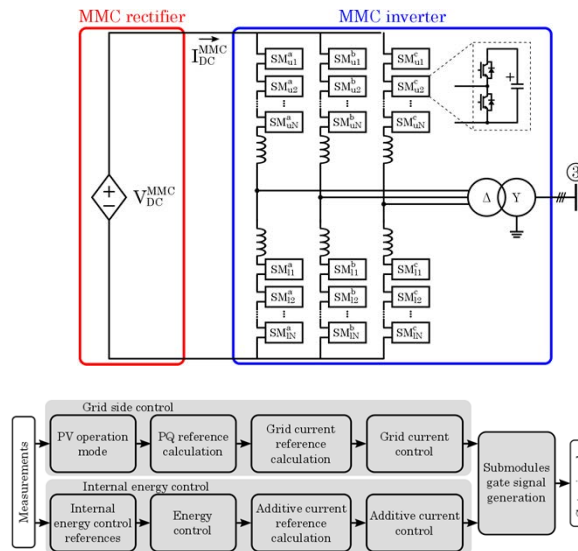 MMC rectifier
MMC inverter
I_DC^MMC
SM_u1^a SM_u1^b SM_u1^c
SM_u2^a SM_u2^b SM_u2^c
SM_uN^a SM_uN^b SM_uN^c
+
3
+
−
V_DC^MMC
Δ Y
SM_l1^a SM_l1^b SM_l1^c
SM_l2^a SM_l2^b SM_l2^c
SM_lN^a SM_lN^b SM_lN^c
Measurements
Grid side control
PV operation
mode
PQ reference
calculation
Grid current
reference
calculation
Grid current
control
Internal energy control
Internal
energy control
references
Energy
control
Additive current
reference
calculation
Additive current
control
Submodules
gate signal
generation